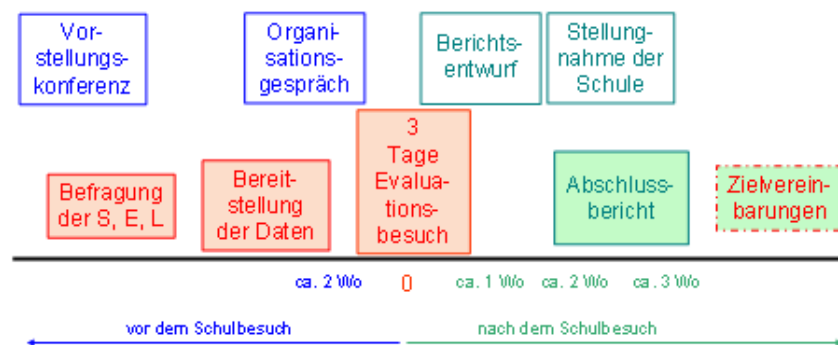 Vor-
stellungs-
konferenz
Organi-
sations-
gespräch
Berichts-
entwurf
Stellung-
nahme der
Schule
Befragung
der S, E, L
Bereit-
stellung
der Daten
3
Tage
Evalua-
tions-
besuch
Abschluss-
bericht
Zielverein-
barungen
ca. 2 Wo
0
ca. 1 Wo
ca. 2 Wo
ca. 3 Wo
vor dem Schulbesuch
nach dem Schulbesuch